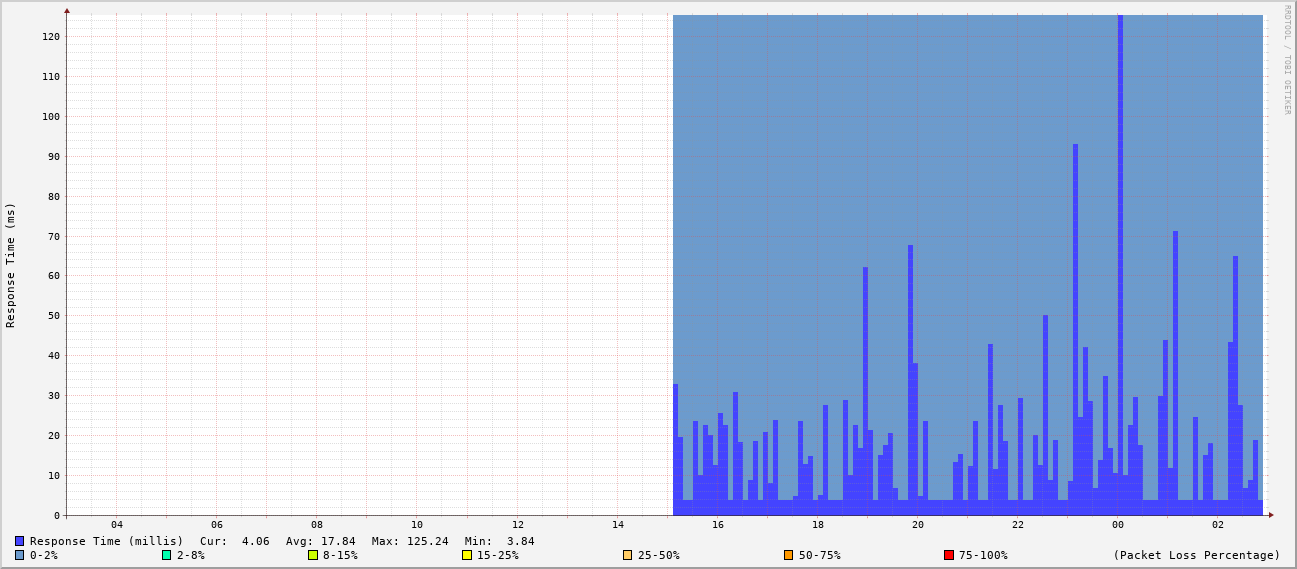 RRDTOOL / TOBI OETIKER
Response Time (ms)
120
110
100
90
80
70
60
50
40
30
20
10
0
04 06 08 10 12 14 16 18 20 22 00 02
Response Time (millis) Cur: 4.06 Avg: 17.84 Max: 125.24 Min: 3.84
0-2% 2-8% 8-15% 15-25% 25-50% 50-75% 75-100% (Packet Loss Percentage)